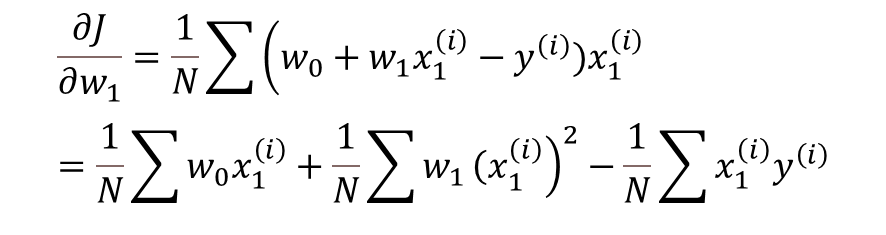 ∂J/∂w₁ = 1/N ∑ (w₀ + w₁x₁⁽ⁱ⁾ − y⁽ⁱ⁾)x₁⁽ⁱ⁾
= 1/N ∑ w₀x₁⁽ⁱ⁾ + 1/N ∑ w₁ (x₁⁽ⁱ⁾)² − 1/N ∑ x₁⁽ⁱ⁾y⁽ⁱ⁾